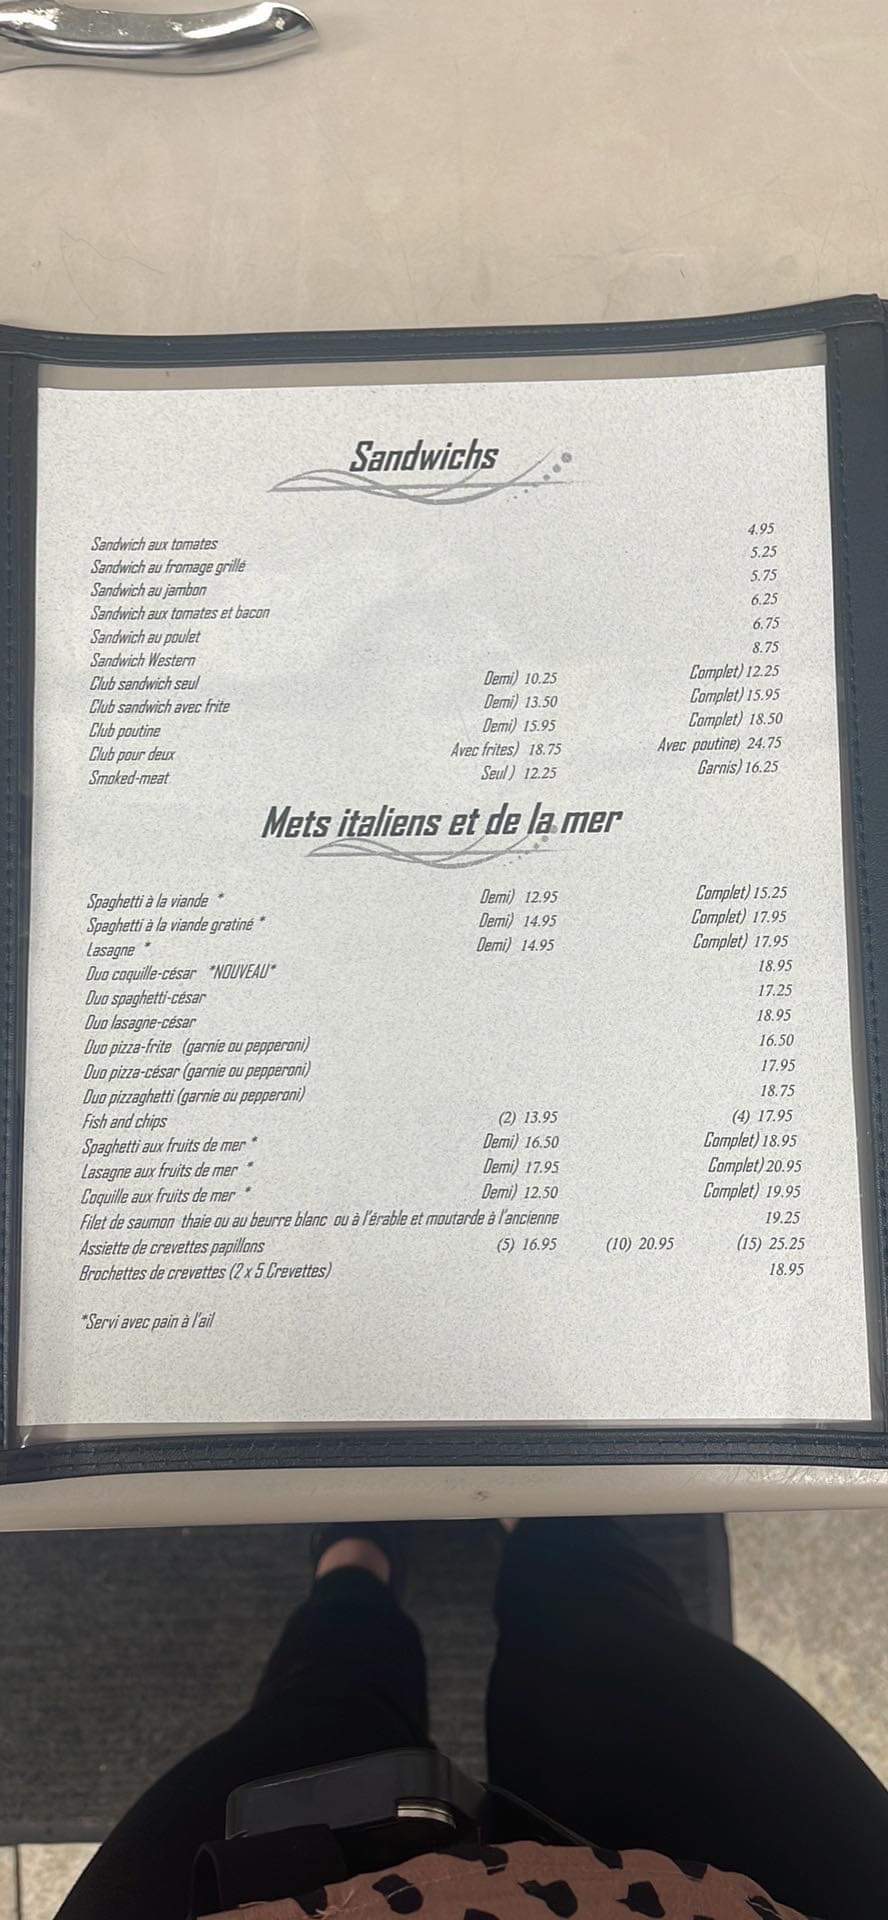 Sandwichs
Sandwich aux tomates 4.95
Sandwich au fromage grillé 5.25
Sandwich au jambon 5.75
Sandwich aux tomates et bacon 6.25
Sandwich au poulet 6.75
Sandwich Western 8.75
Club sandwich seul Demi) 10.25 Complet) 12.25
Club sandwich avec frite Demi) 13.50 Complet) 15.95
Club poutine Demi) 15.95 Complet) 18.50
Club pour deux Avec frites) 18.75 Avec poutine) 24.75
Smoked-meat Seul ) 12.25 Garnis) 16.25
Mets italiens et de la mer
Spaghetti à la viande * Demi) 12.95 Complet) 15.25
Spaghetti à la viande gratiné * Demi) 14.95 Complet) 17.95
Lasagne * Demi) 14.95 Complet) 17.95
Duo coquille-césar *NOUVEAU* 18.95
Duo spaghetti-césar 17.25
Duo lasagne-césar 18.95
Duo pizza-frite (garnie ou pepperoni) 16.50
Duo pizza-césar (garnie ou pepperoni) 17.95
Duo pizzaghetti (garnie ou pepperoni) 18.75
Fish and chips (2) 13.95 (4) 17.95
Spaghetti aux fruits de mer * Demi) 16.50 Complet) 18.95
Lasagne aux fruits de mer * Demi) 17.95 Complet) 20.95
Coquille aux fruits de mer * Demi) 12.50 Complet) 19.95
Filet de saumon thaie ou au beurre blanc ou à l'érable et moutarde à l'ancienne 19.25
Assiette de crevettes papillons (5) 16.95 (10) 20.95 (15) 25.25
Brochettes de crevettes (2 x 5 Crevettes) 18.95
*Servi avec pain à l'ail